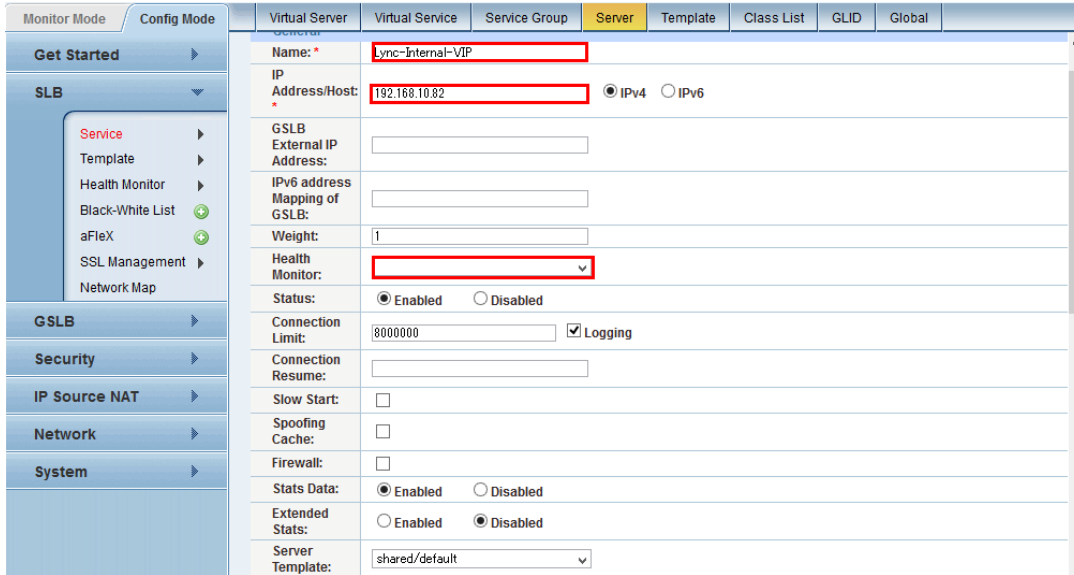 Monitor Mode
Config Mode
Virtual Server
Virtual Service
Service Group
Server
Template
Class List
GLID
Global
Get Started
SLB
Service
Template
Health Monitor
Black-White List
aFleX
SSL Management
Network Map
GSLB
Security
IP Source NAT
Network
System
General
Name: *
Lync-Internal-VIP
IP
Address/Host:
*
192.168.10.82
IPv4
IPv6
GSLB
External IP
Address:
IPv6 address
Mapping of
GSLB:
Weight:
1
Health
Monitor:
Status:
Enabled
Disabled
Connection
Limit:
8000000
Logging
Connection
Resume:
Slow Start:
Spoofing
Cache:
Firewall:
Stats Data:
Enabled
Disabled
Extended
Stats:
Enabled
Disabled
Server
Template:
shared/default